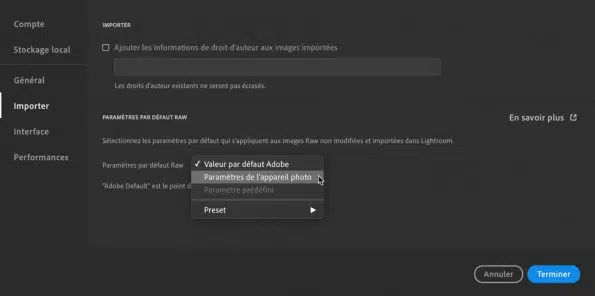 Compte
Stockage local
Général
Importer
Interface
Performances
IMPORTER
Ajouter les informations de droit d'auteur aux images importées
Les droits d'auteur existants ne seront pas écrasés.
PARAMÈTRES PAR DÉFAUT RAW
En savoir plus
Sélectionnez les paramètres par défaut qui s'appliquent aux images Raw non modifiées et importées dans Lightroom.
Paramètres par défaut Raw
✓ Valeur par défaut Adobe
Paramètres de l'appareil photo
Paramètre prédéfini
"Adobe Default" est le point d
Preset
Annuler
Terminer